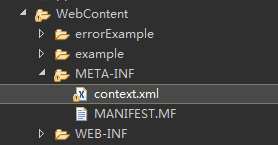 WebContent
errorExample
example
META-INF
context.xml
MANIFEST.MF
WEB-INF